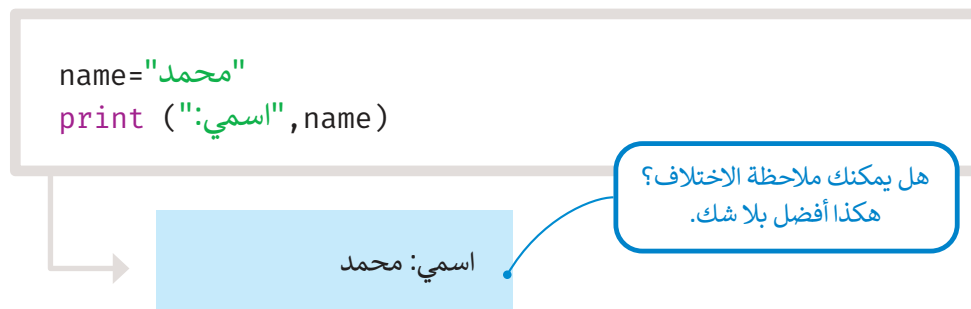 name="محمد"
print ("اسمي:",name)
هل يمكنك ملاحظة الاختلاف؟
هكذا أفضل بلا شك.
اسمي: محمد